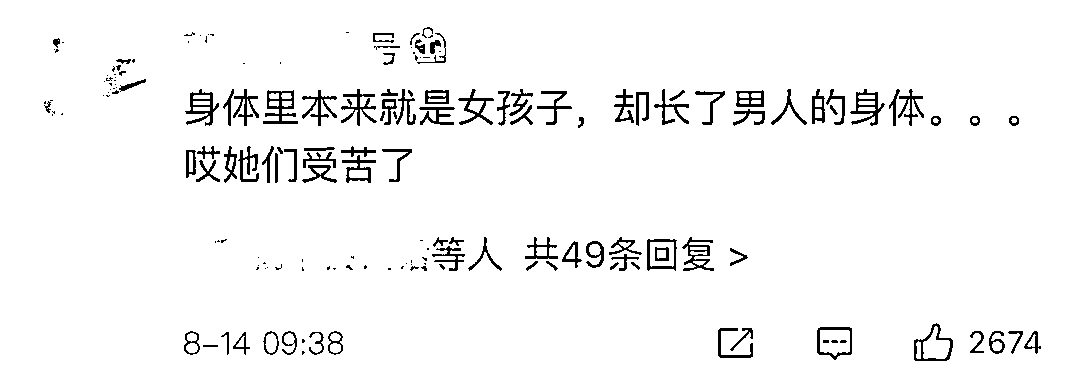 号
身体里本来就是女孩子，却长了男人的身体。。。
哎她们受苦了
等人 共49条回复 >
8-14 09:38
2674